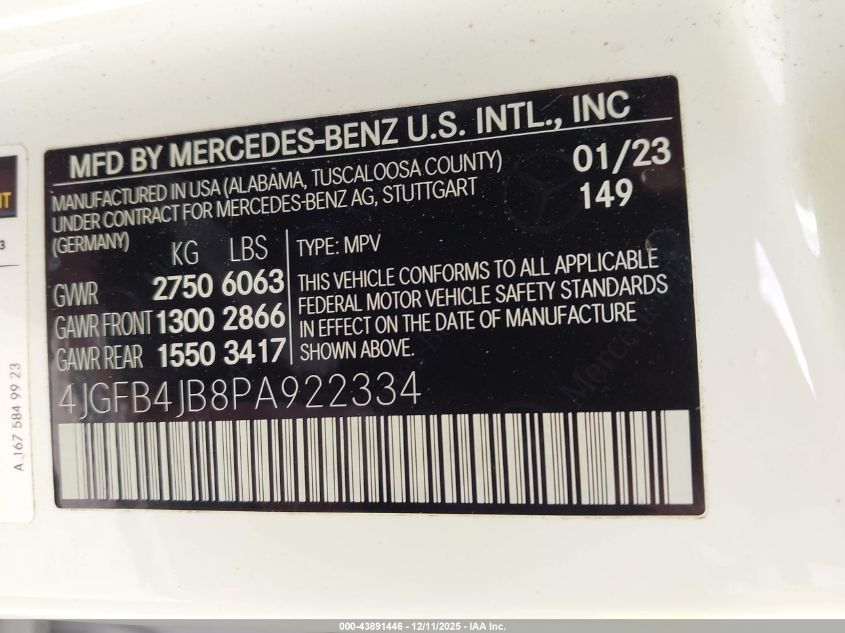 MFD BY MERCEDES-BENZ U.S. INTL., INC
MANUFACTURED IN USA (ALABAMA, TUSCALOOSA COUNTY)
UNDER CONTRACT FOR MERCEDES-BENZ AG, STUTTGART
(GERMANY)
01/23
149
KG LBS
GWR 2750 6063
GAWR FRONT 1300 2866
GAWR REAR 1550 3417
TYPE: MPV
THIS VEHICLE CONFORMS TO ALL APPLICABLE
FEDERAL MOTOR VEHICLE SAFETY STANDARDS
IN EFFECT ON THE DATE OF MANUFACTURE
SHOWN ABOVE.
4JGFB4JB8PA922334
A 167 584 99 23
000-43891446 - 12/11/2025 - IAA Inc.